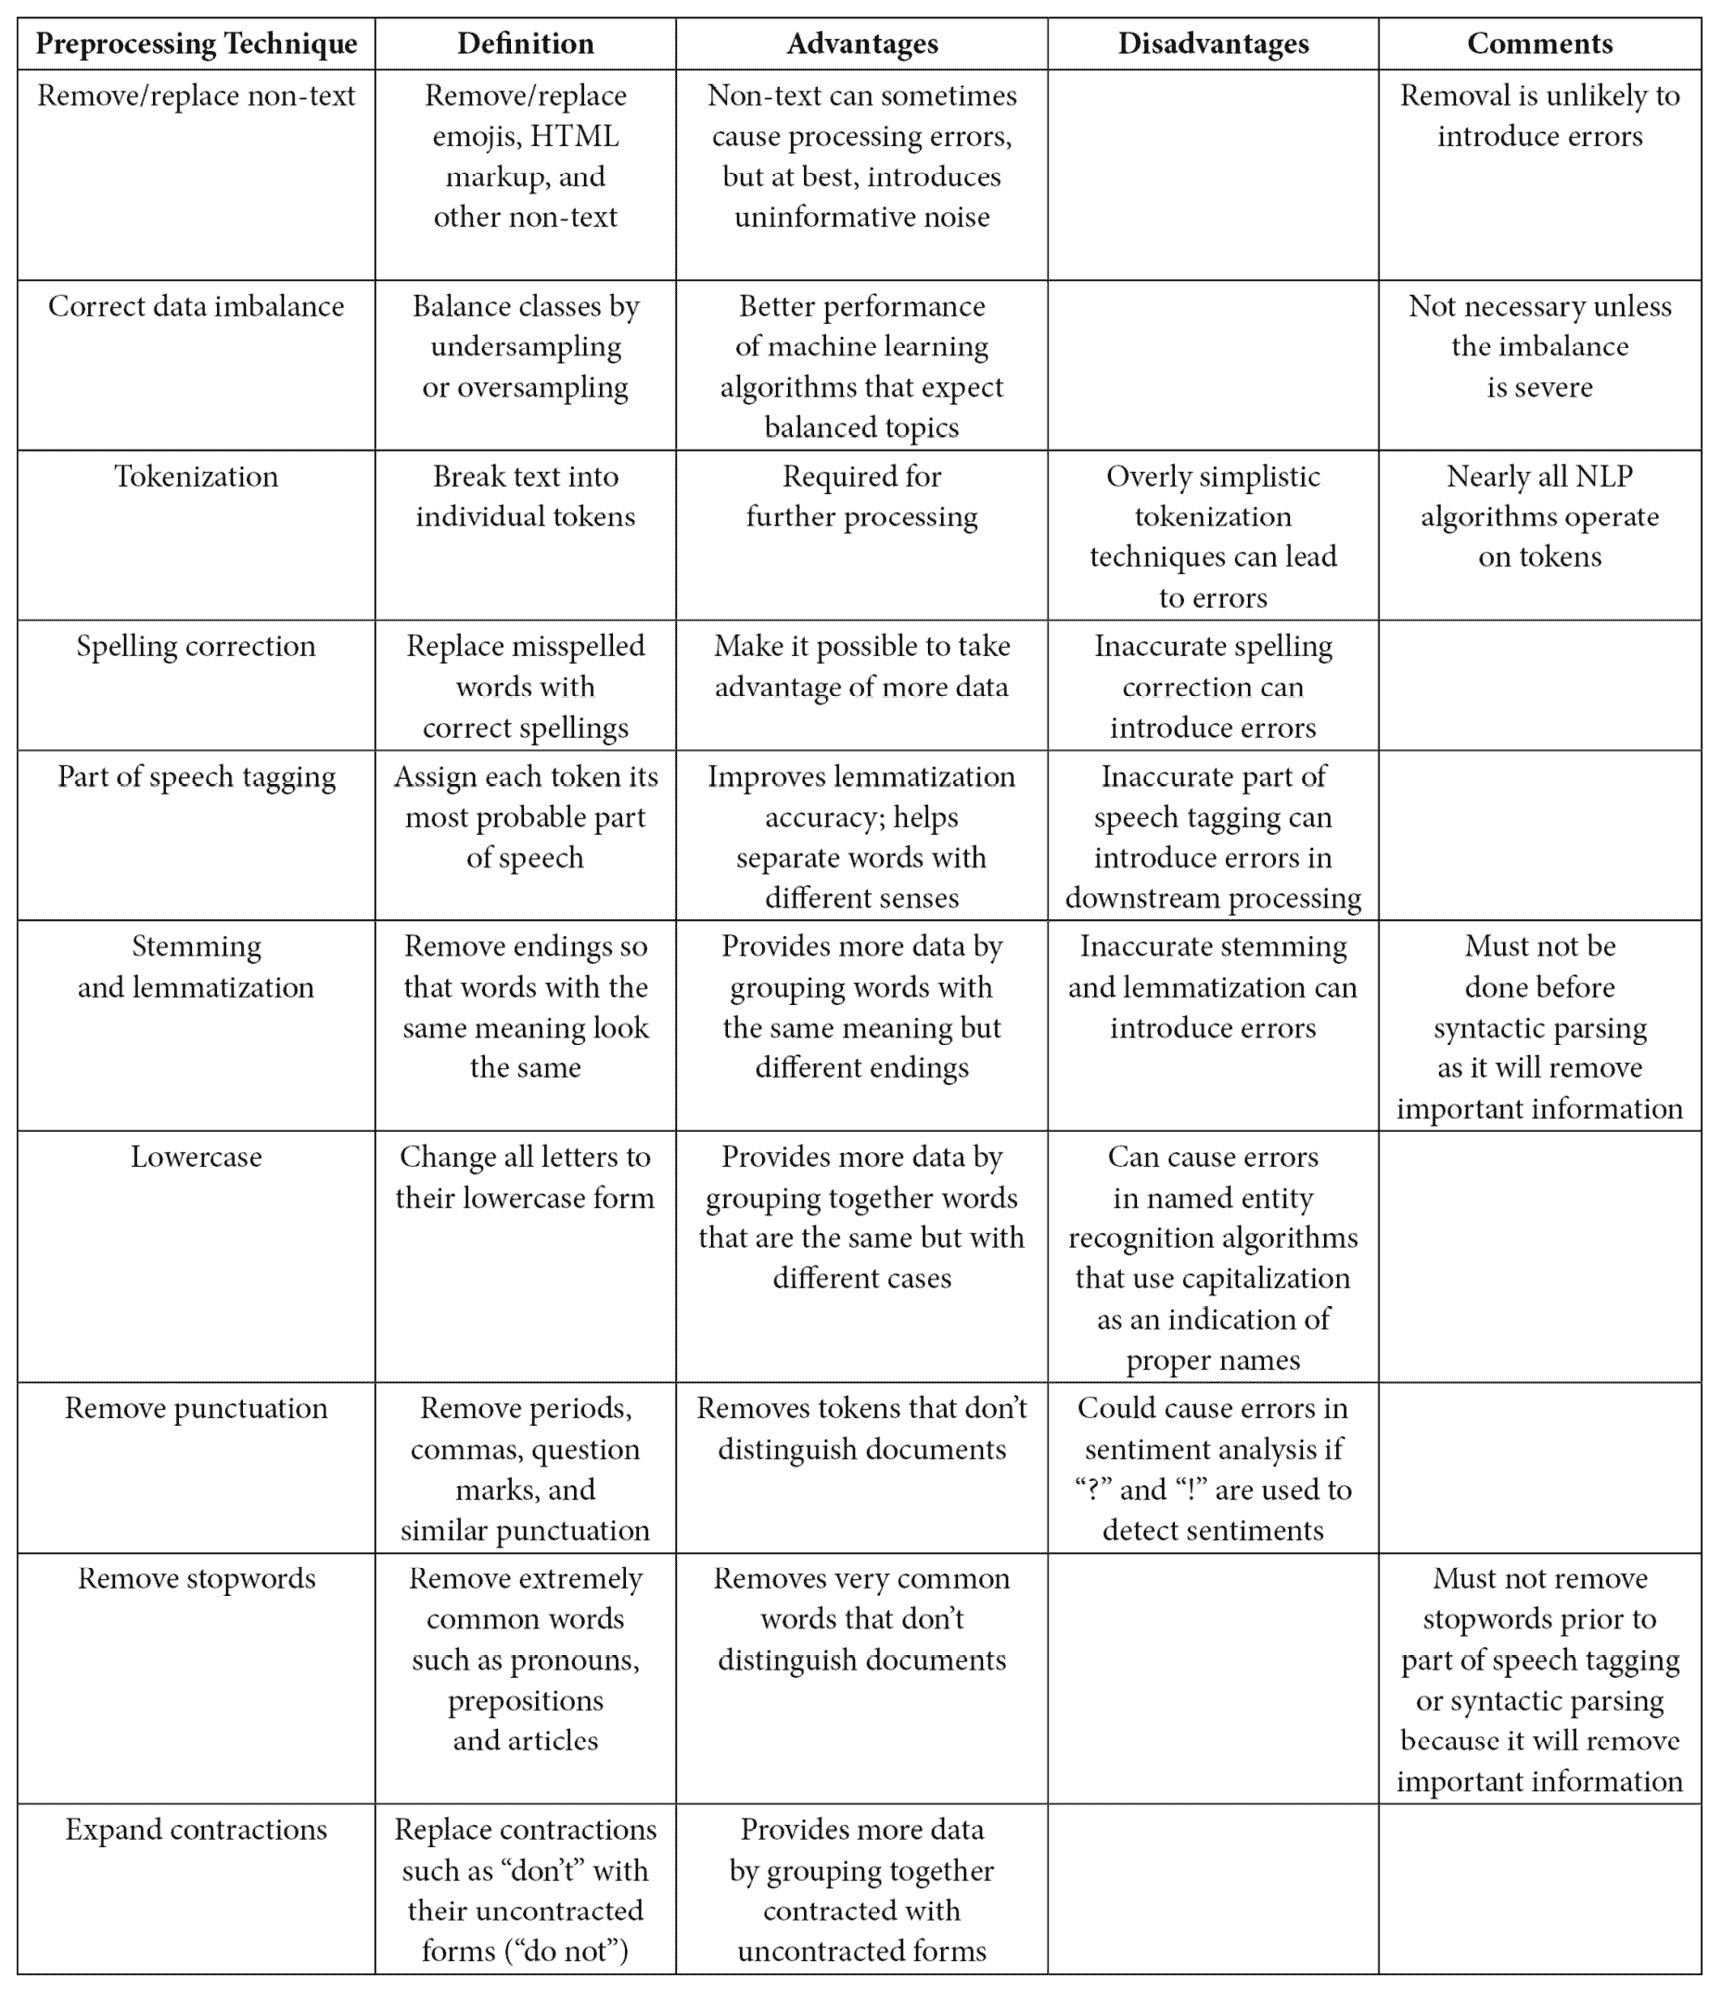 Preprocessing Technique
Definition
Advantages
Disadvantages
Comments
Remove/replace non-text
Remove/replace
emojis, HTML
markup, and
other non-text
Non-text can sometimes
cause processing errors,
but at best, introduces
uninformative noise
Removal is unlikely to
introduce errors
Correct data imbalance
Balance classes by
undersampling
or oversampling
Better performance
of machine learning
algorithms that expect
balanced topics
Not necessary unless
the imbalance
is severe
Tokenization
Break text into
individual tokens
Required for
further processing
Overly simplistic
tokenization
techniques can lead
to errors
Nearly all NLP
algorithms operate
on tokens
Spelling correction
Replace misspelled
words with
correct spellings
Make it possible to take
advantage of more data
Inaccurate spelling
correction can
introduce errors
Part of speech tagging
Assign each token its
most probable part
of speech
Improves lemmatization
accuracy; helps
separate words with
different senses
Inaccurate part of
speech tagging can
introduce errors in
downstream processing
Stemming
and lemmatization
Remove endings so
that words with the
same meaning look
the same
Provides more data by
grouping words with
the same meaning but
different endings
Inaccurate stemming
and lemmatization can
introduce errors
Must not be
done before
syntactic parsing
as it will remove
important information
Lowercase
Change all letters to
their lowercase form
Provides more data by
grouping together words
that are the same but with
different cases
Can cause errors
in named entity
recognition algorithms
that use capitalization
as an indication of
proper names
Remove punctuation
Remove periods,
commas, question
marks, and
similar punctuation
Removes tokens that don’t
distinguish documents
Could cause errors in
sentiment analysis if
“?” and “!” are used to
detect sentiments
Remove stopwords
Remove extremely
common words
such as pronouns,
prepositions
and articles
Removes very common
words that don’t
distinguish documents
Must not remove
stopwords prior to
part of speech tagging
or syntactic parsing
because it will remove
important information
Expand contractions
Replace contractions
such as “don’t” with
their uncontracted
forms (“do not”)
Provides more data
by grouping together
contracted with
uncontracted forms